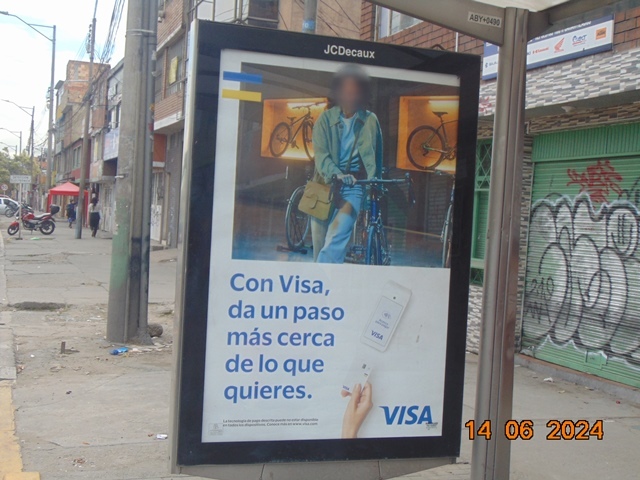 ABY+0490
JCDecaux
Con Visa,
da un paso
más cerca
de lo que
quieres.
VISA
VISA
14 06 2024